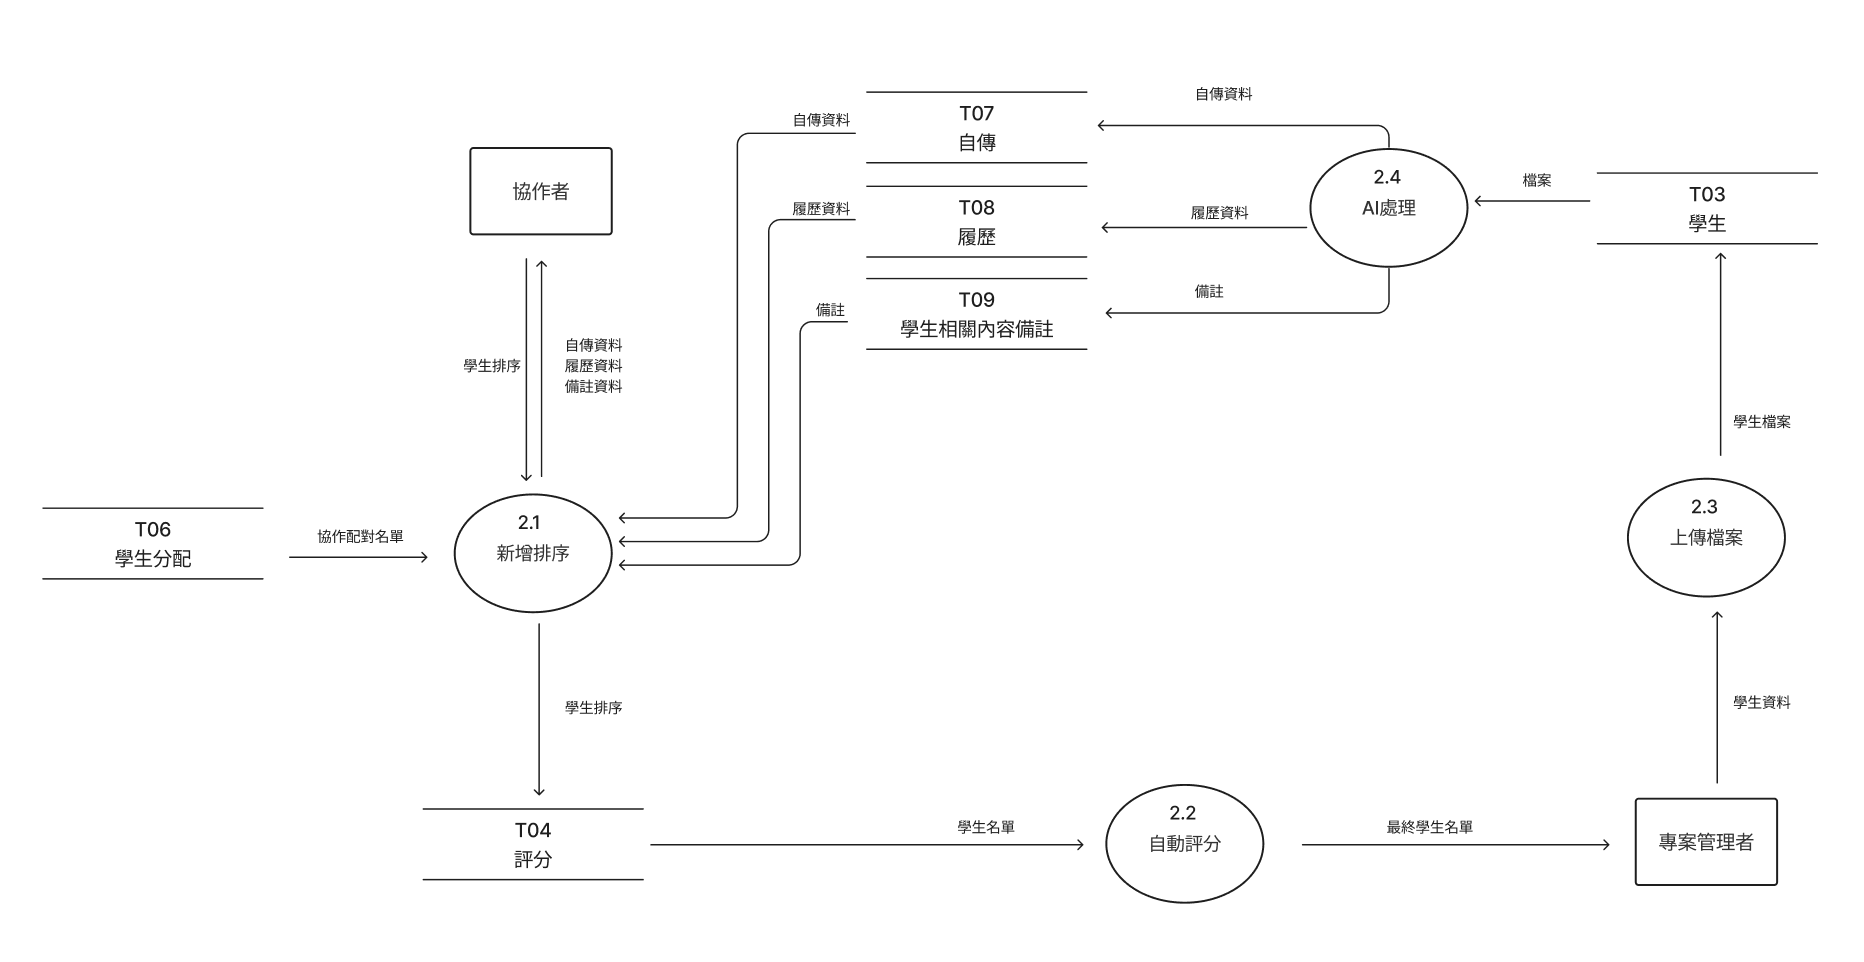 自傳資料
T07
自傳
自傳資料
協作者
履歷資料
T08
履歷
履歷資料
2.4
AI處理
檔案
T03
學生
備註
T09
學生相關內容備註
備註
學生排序
自傳資料
履歷資料
備註資料
學生檔案
T06
學生分配
協作配對名單
2.1
新增排序
2.3
上傳檔案
學生排序
學生資料
T04
評分
學生名單
2.2
自動評分
最終學生名單
專案管理者